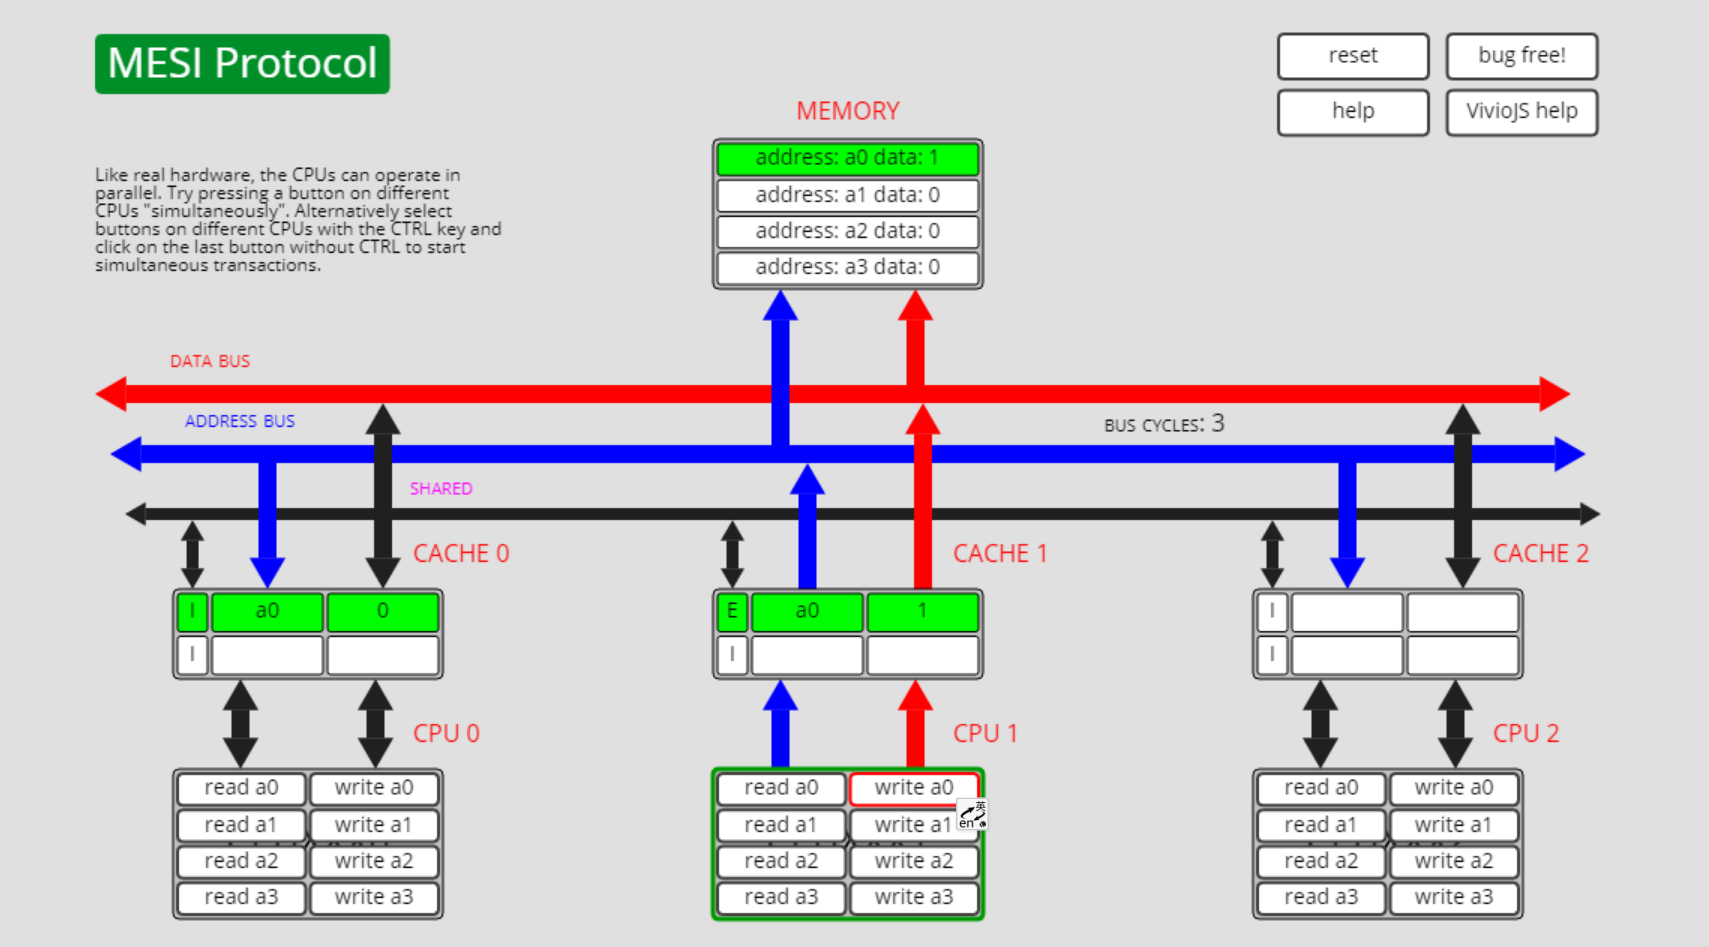 MESI Protocol
reset
bug free!
help
VivioJS help
MEMORY
address: a0 data: 1
address: a1 data: 0
address: a2 data: 0
address: a3 data: 0
Like real hardware, the CPUs can operate in
parallel. Try pressing a button on different
CPUs "simultaneously". Alternatively select
buttons on different CPUs with the CTRL key and
click on the last button without CTRL to start
simultaneous transactions.
DATA BUS
ADDRESS BUS
BUS CYCLES: 3
SHARED
CACHE 0
CACHE 1
CACHE 2
I a0 0
I
E a0 1
I
I
I
CPU 0
CPU 1
CPU 2
read a0 write a0
read a1 write a1
read a2 write a2
read a3 write a3
read a0 write a0
read a1 write a1
read a2 write a2
read a3 write a3
英
en
read a0 write a0
read a1 write a1
read a2 write a2
read a3 write a3